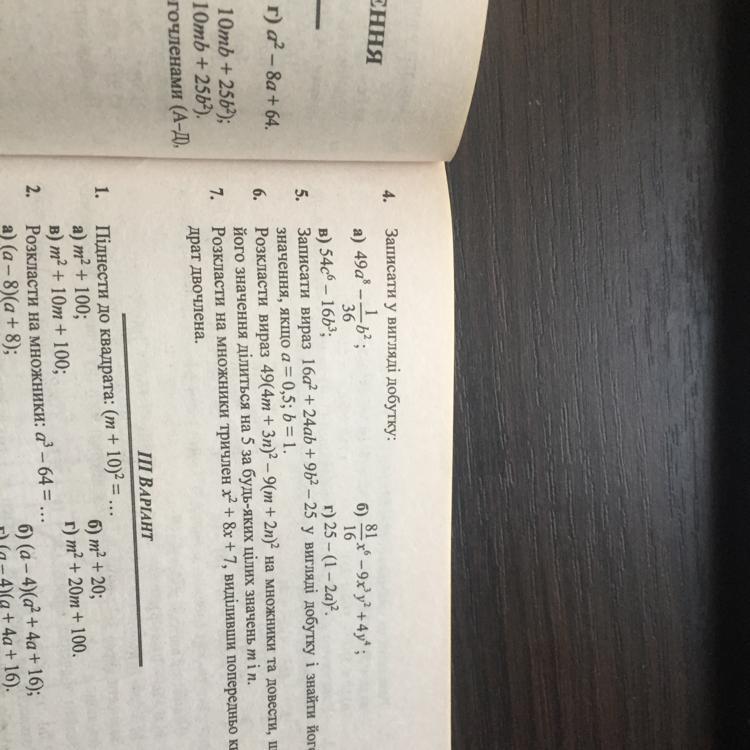 ЕННЯ
г) a² − 8a + 64.
10mb + 25b²);
10mb + 25b²).
гочленами (А–Д),
4. Записати у вигляді добутку:
а) 49a⁸ − 1/36 b²; б) 81/16 x⁶ − 9x³y² + 4y⁴;
в) 54c⁶ − 16b³; г) 25 − (1 − 2a)².
5. Записати вираз 16a² + 24ab + 9b² − 25 у вигляді добутку і знайти його
значення, якщо a = 0,5; b = 1.
6. Розкласти вираз 49(4m + 3n)² − 9(m + 2n)² на множники та довести, щ
його значення ділиться на 5 за будь-яких цілих значень m і n.
7. Розкласти на множники тричлен x² + 8x + 7, виділивши попередньо кв
драт двочлена.
III ВАРІАНТ
1. Піднести до квадрата: (m + 10)² = ...
а) m² + 100; б) m² + 20;
в) m² + 10m + 100; г) m² + 20m + 100.
2. Розкласти на множники: a³ − 64 = ...
а) (a − 8)(a + 8); б) (a − 4)(a² + 4a + 16);
г) (a − 4)(a + 4a + 16).